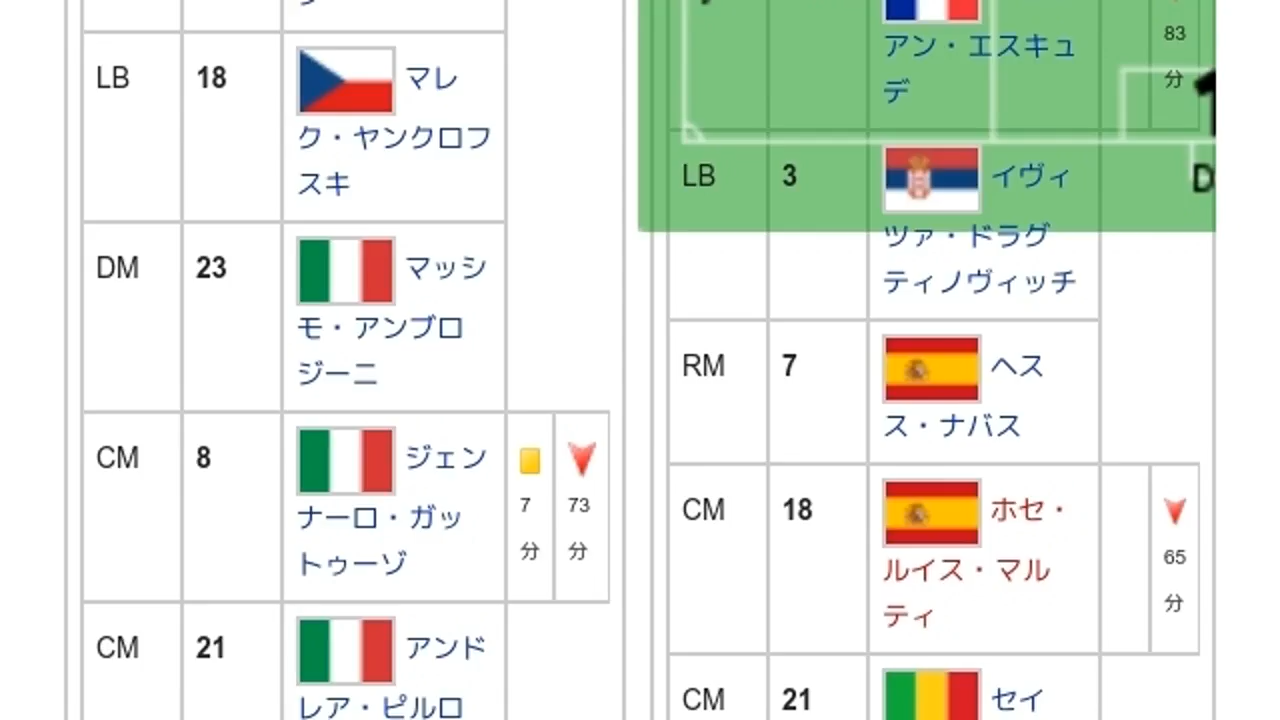 LB 18 マレ
ク・ヤンクロフ
スキ
DM 23 マッシ
モ・アンブロ
ジーニ
CM 8 ジェン
ナーロ・ガッ
トゥーゾ
7
分
73
分
CM 21 アンド
レア・ピルロ
アン・エスキュ
デ
83
分
LB 3 イヴィ
ツァ・ドラグ
ティノヴィッチ
RM 7 ヘス
ス・ナバス
CM 18 ホセ・
ルイス・マル
ティ
65
分
CM 21 セイ